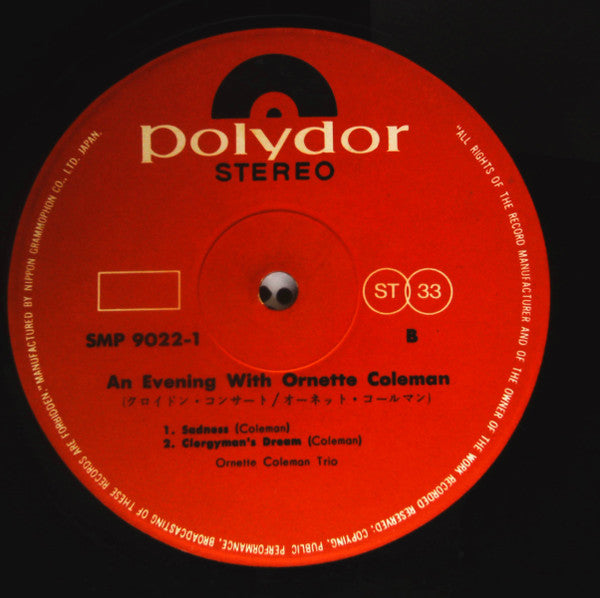 polydor
STEREO
ST 33
SMP 9022-1
B
An Evening With Ornette Coleman
(クロイドン・コンサート/オーネット・コールマン)
1. Sadness (Coleman)
2. Clergyman's Dream (Coleman)
Ornette Coleman Trio
"ALL RIGHTS OF THE RECORD MANUFACTURER AND OF THE OWNER OF THE WORK RECORDED RESERVED. COPYING, PUBLIC PERFORMANCE, BROADCASTING OF THESE RECORDS ARE FORBIDDEN." MANUFACTURED BY NIPPON GRAMMOPHON CO., LTD. JAPAN.